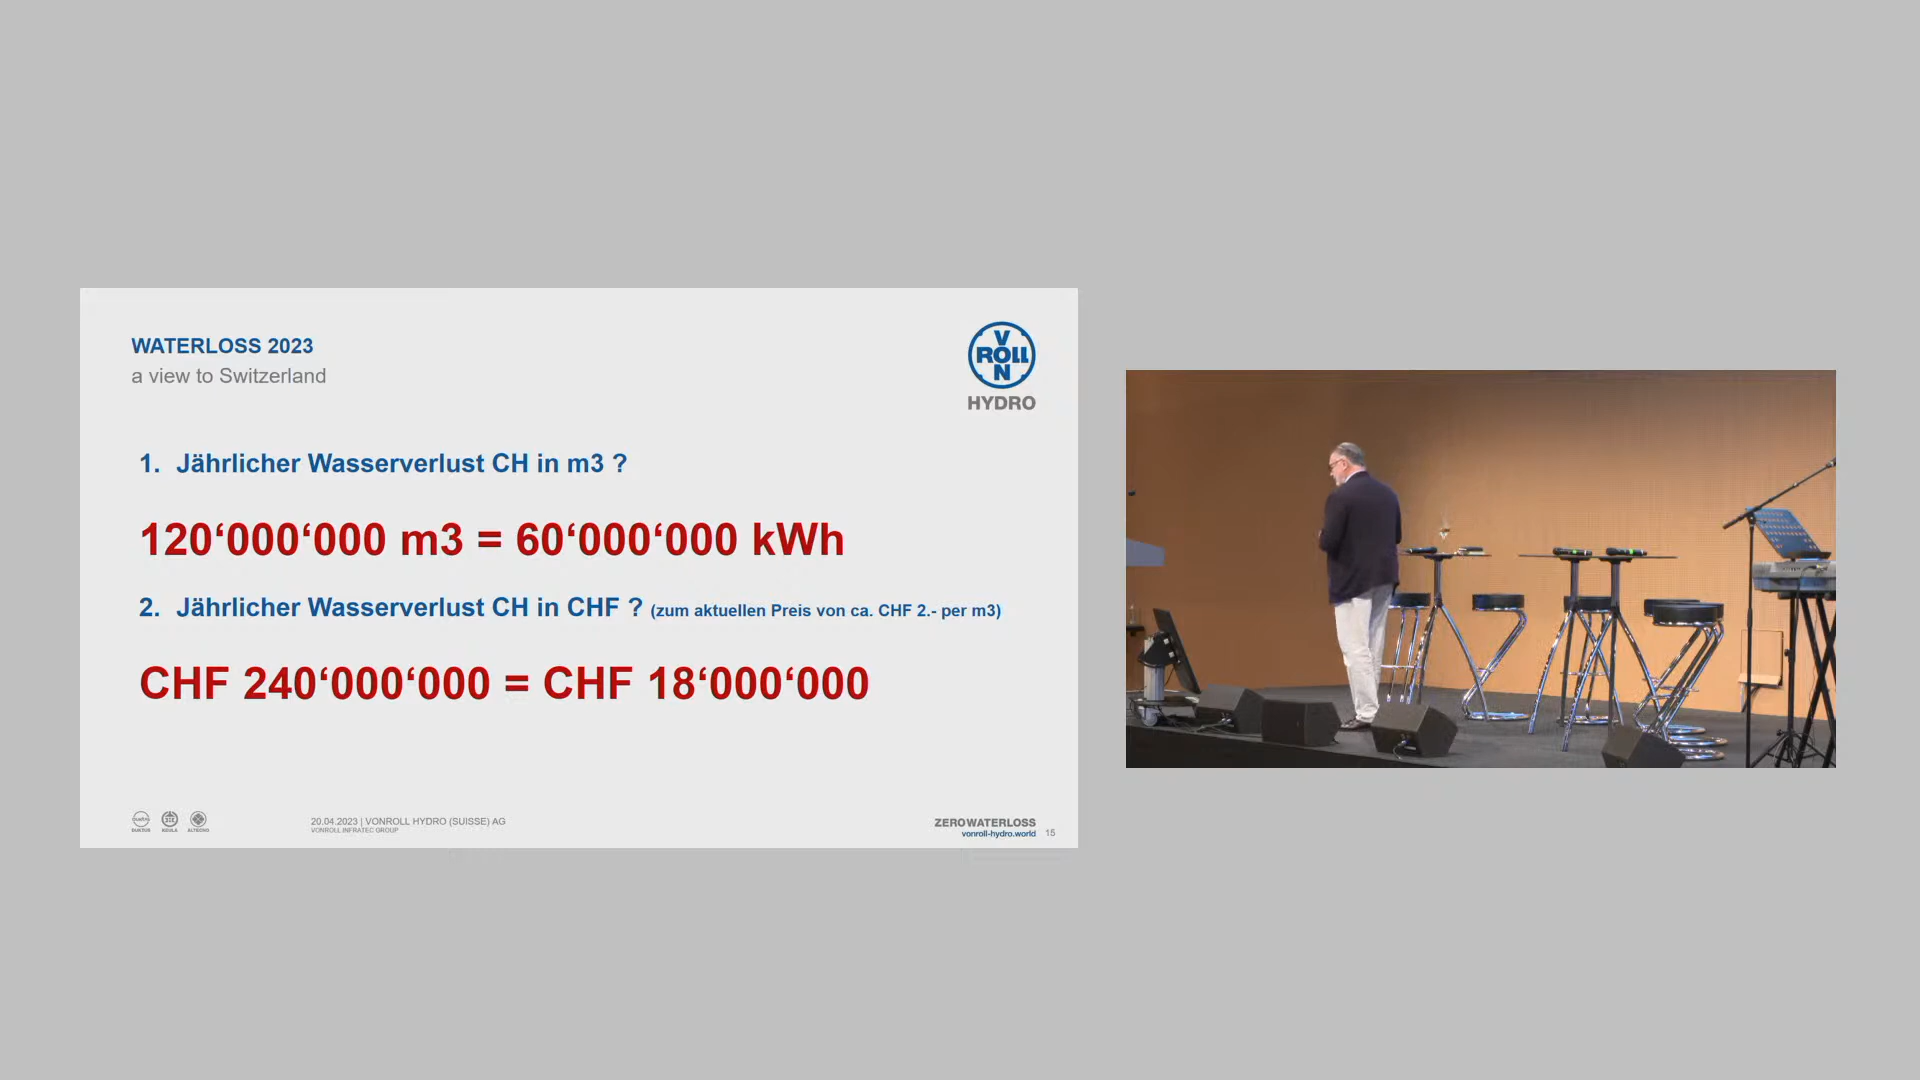 WATERLOSS 2023
a view to Switzerland
V
ROLL
N
HYDRO
1. Jährlicher Wasserverlust CH in m3 ?
120‘000‘000 m3 = 60‘000‘000 kWh
2. Jährlicher Wasserverlust CH in CHF ? (zum aktuellen Preis von ca. CHF 2.- per m3)
CHF 240‘000‘000 = CHF 18‘000‘000
20.04.2023 | VONROLL HYDRO (SUISSE) AG
VONROLL INFRATEC GROUP
ZEROWATERLOSS
vonroll-hydro.world
15